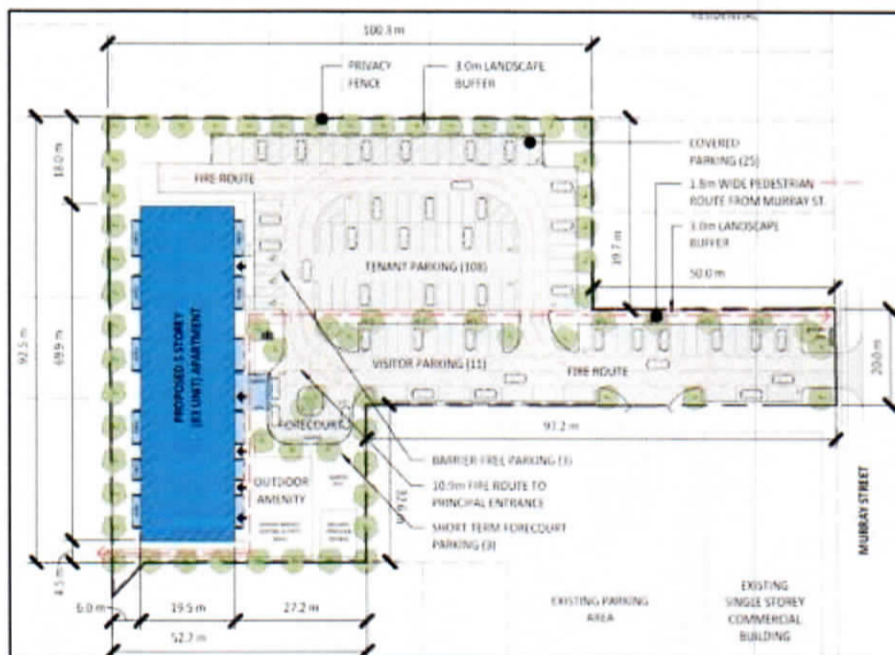 RESIDENTIAL
100.3 m
PRIVACY
FENCE
3.0m LANDSCAPE
BUFFER
COVERED
PARKING (25)
18.0 m
FIRE ROUTE
1.8m WIDE PEDESTRIAN
ROUTE FROM MURRAY ST.
3.0m LANDSCAPE
BUFFER
39.7 m
50.0 m
TENANT PARKING (108)
92.5 m
69.9 m
PROPOSED 5 STOREY
(83 UNIT) APARTMENT
VISITOR PARKING (11)
FIRE ROUTE
20.0 m
97.2 m
FORECOURT
BARRIER FREE PARKING (3)
10.9m FIRE ROUTE TO
PRINCIPAL ENTRANCE
SHORT TERM FORECOURT
PARKING (3)
OUTDOOR
AMENITY
37.6 m
MURRAY STREET
4.5 m
6.0 m
19.5 m
27.2 m
52.7 m
EXISTING PARKING
AREA
EXISTING
SINGLE STOREY
COMMERCIAL
BUILDING